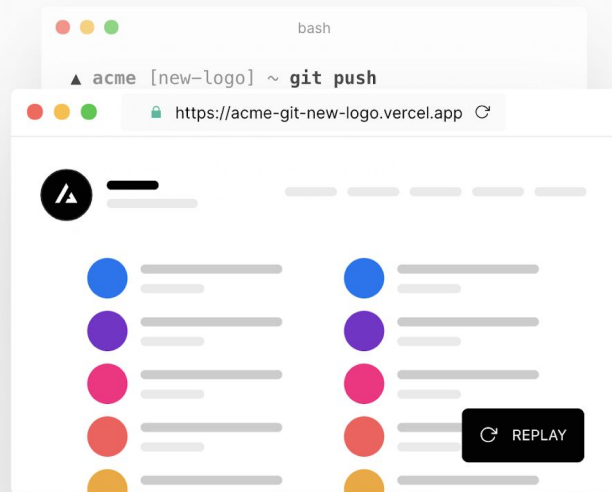 bash
▲ acme [new-logo] ~ git push
https://acme-git-new-logo.vercel.app
REPLAY